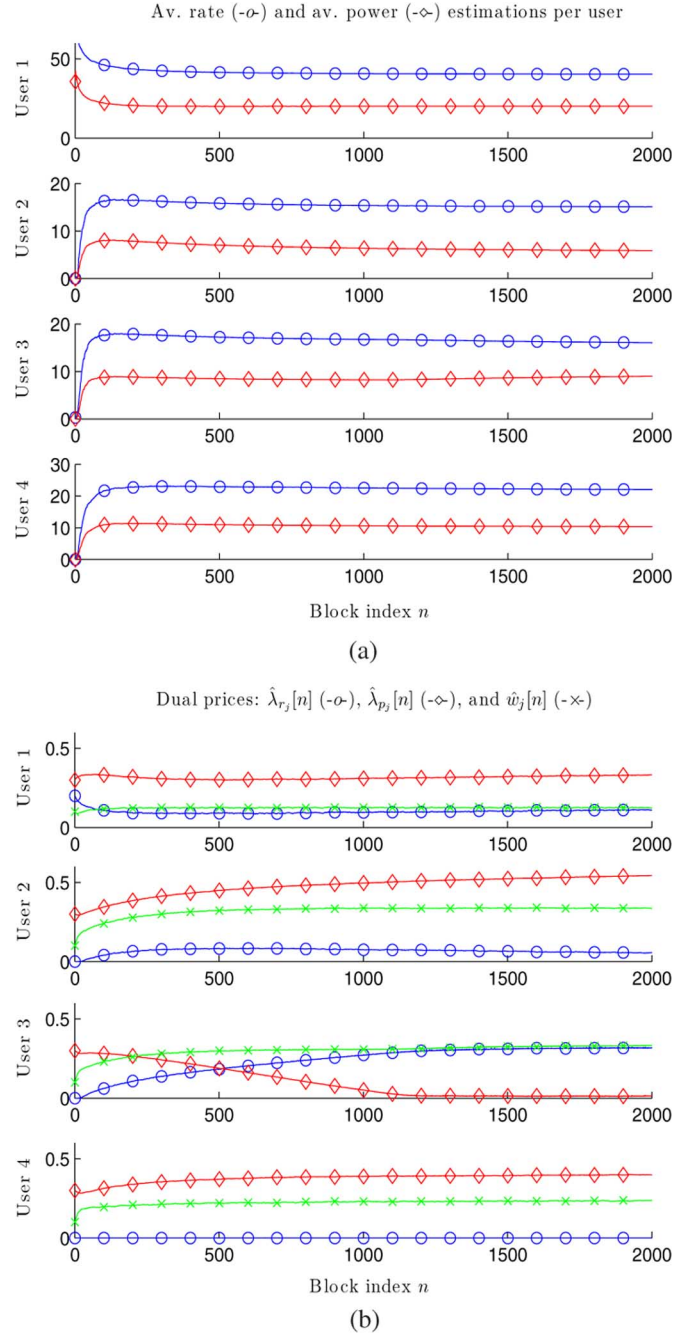 Av. rate (-o-) and av. power (-⋄-) estimations per user
User 1
50
0
0 500 1000 1500 2000
User 2
20
10
0
0 500 1000 1500 2000
User 3
20
10
0
0 500 1000 1500 2000
User 4
30
20
10
0
0 500 1000 1500 2000
Block index n
(a)
Dual prices: λ̂_{r_j}[n] (-o-), λ̂_{p_j}[n] (-⋄-), and ŵ_j[n] (-×-)
User 1
0.5
0
0 500 1000 1500 2000
User 2
0.5
0
0 500 1000 1500 2000
User 3
0.5
0
0 500 1000 1500 2000
User 4
0.5
0
0 500 1000 1500 2000
Block index n
(b)